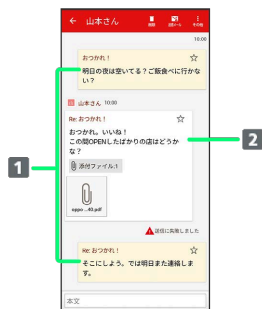 山本さん
削除
その他
10:00
おつかれ!
明日の夜は空いてる？ご飯食べに行かな
い？
山本さん 10:00
Re: おつかれ!
おつかれ。いいね！
この間OPENしたばかりの店はどうか
な？
添付ファイル:1
oppo ...40.pdf
送信に失敗しました
Re: おつかれ!
そこにしよう。では明日また連絡しま
す。
本文
1
2